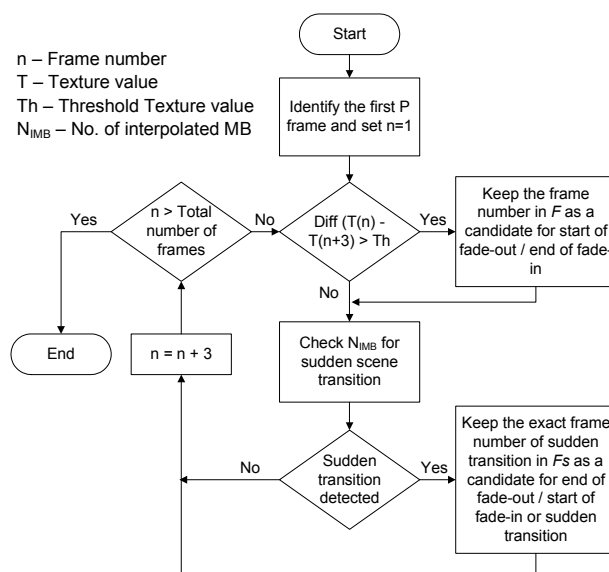 n – Frame number
T – Texture value
Th – Threshold Texture value
NIMB – No. of interpolated MB
Start
Identify the first P
frame and set n=1
n > Total
number of
frames
Yes
No
Diff (T(n) -
T(n+3) > Th
Yes
No
Keep the frame
number in F as a
candidate for start of
fade-out / end of fade-
in
End
n = n + 3
Check NIMB for
sudden scene
transition
Sudden
transition
detected
No
Yes
Keep the exact frame
number of sudden
transition in Fs as a
candidate for end of
fade-out / start of
fade-in or sudden
transition